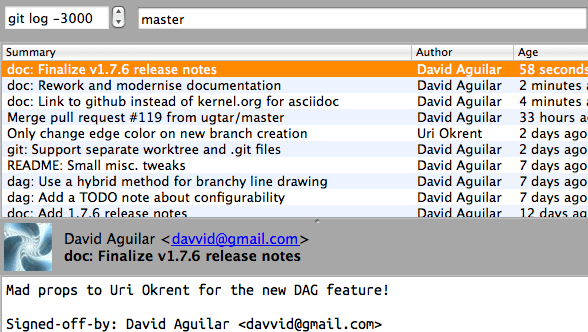 git log -3000 master
Summary Author Age
doc: Finalize v1.7.6 release notes David Aguilar 58 seconds
doc: Rework and modernise documentation David Aguilar 2 minutes a
doc: Link to github instead of kernel.org for asciidoc David Aguilar 4 minutes a
Merge pull request #119 from ugtar/master David Aguilar 33 hours ag
Only change edge color on new branch creation Uri Okrent 2 days ago
git: Support separate worktree and .git files David Aguilar 2 days ago
README: Small misc. tweaks David Aguilar 7 days ago
dag: Use a hybrid method for branchy line drawing David Aguilar 7 days ago
dag: Add a TODO note about configurability David Aguilar 7 days ago
doc: Add 1.7.6 release notes David Aguilar 12 days ago
David Aguilar <davvid@gmail.com>
doc: Finalize v1.7.6 release notes
Mad props to Uri Okrent for the new DAG feature!
Signed-off-by: David Aguilar <davvid@gmail.com>